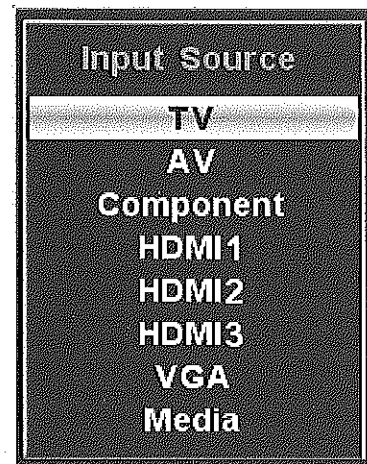 Input Source
TV
AV
Component
HDMI1
HDMI2
HDMI3
VGA
Media